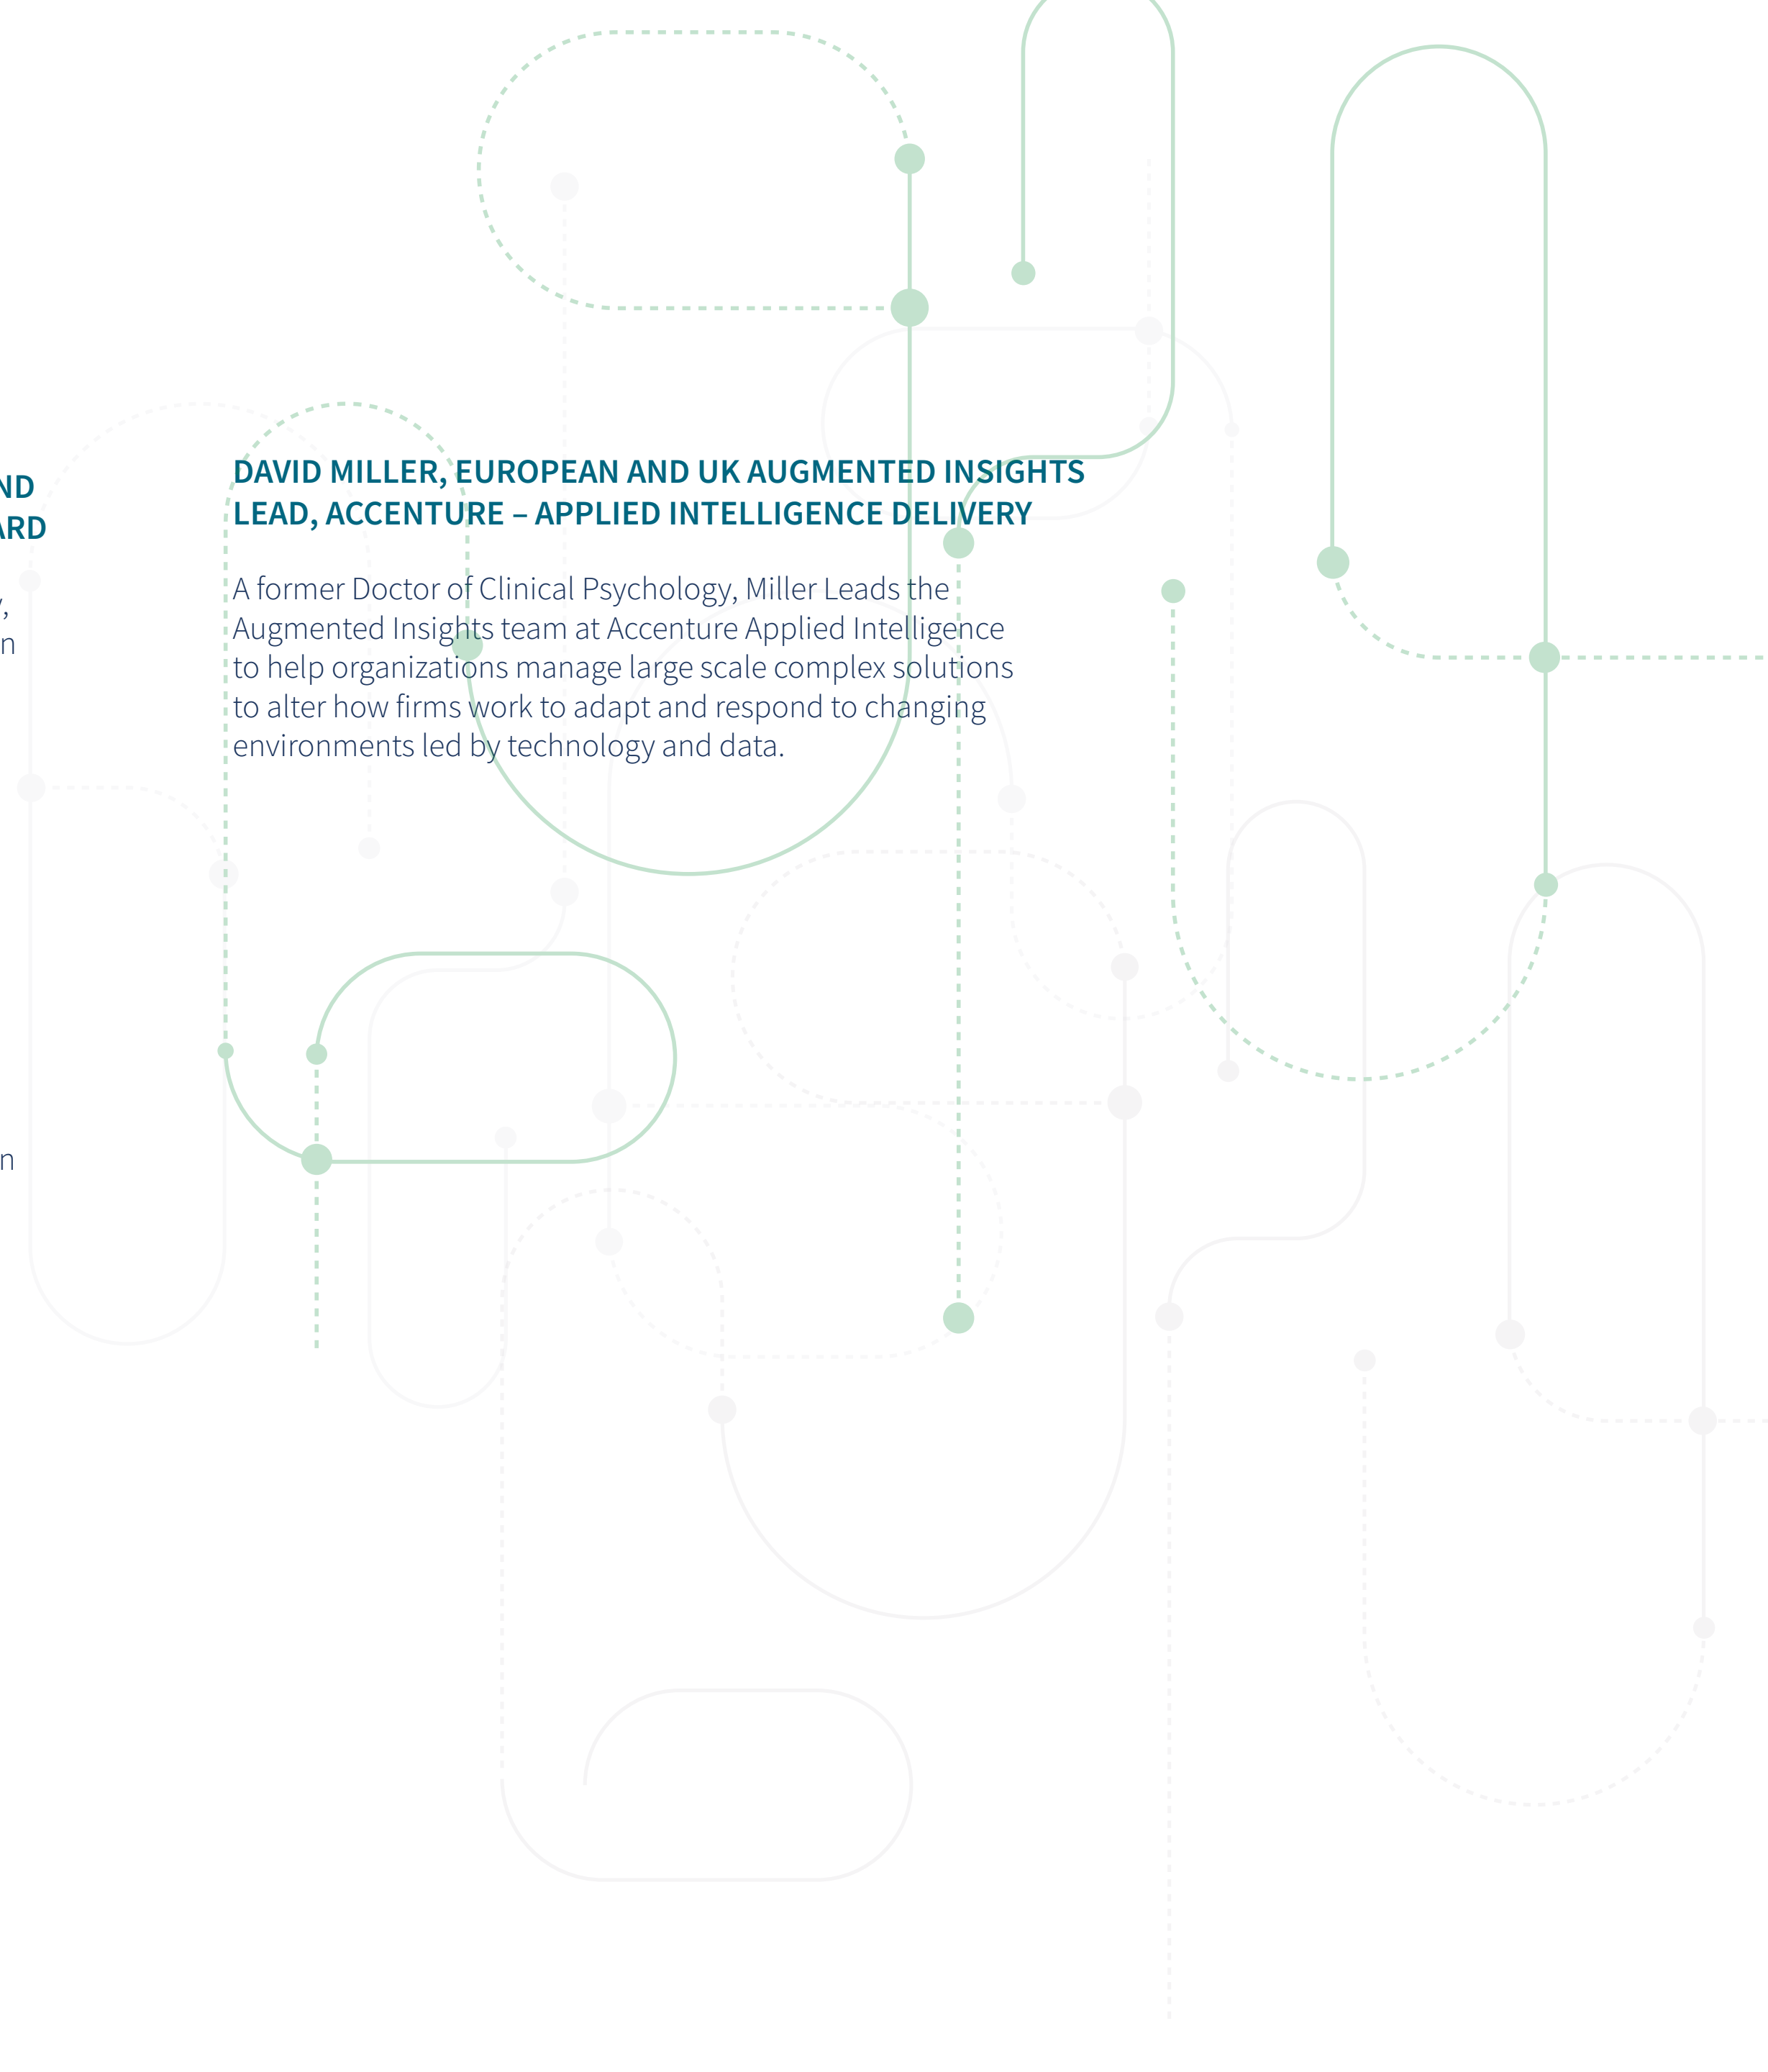 ND
ARD
y,
n
n
DAVID MILLER, EUROPEAN AND UK AUGMENTED INSIGHTS
LEAD, ACCENTURE – APPLIED INTELLIGENCE DELIVERY
A former Doctor of Clinical Psychology, Miller Leads the
Augmented Insights team at Accenture Applied Intelligence
to help organizations manage large scale complex solutions
to alter how firms work to adapt and respond to changing
environments led by technology and data.